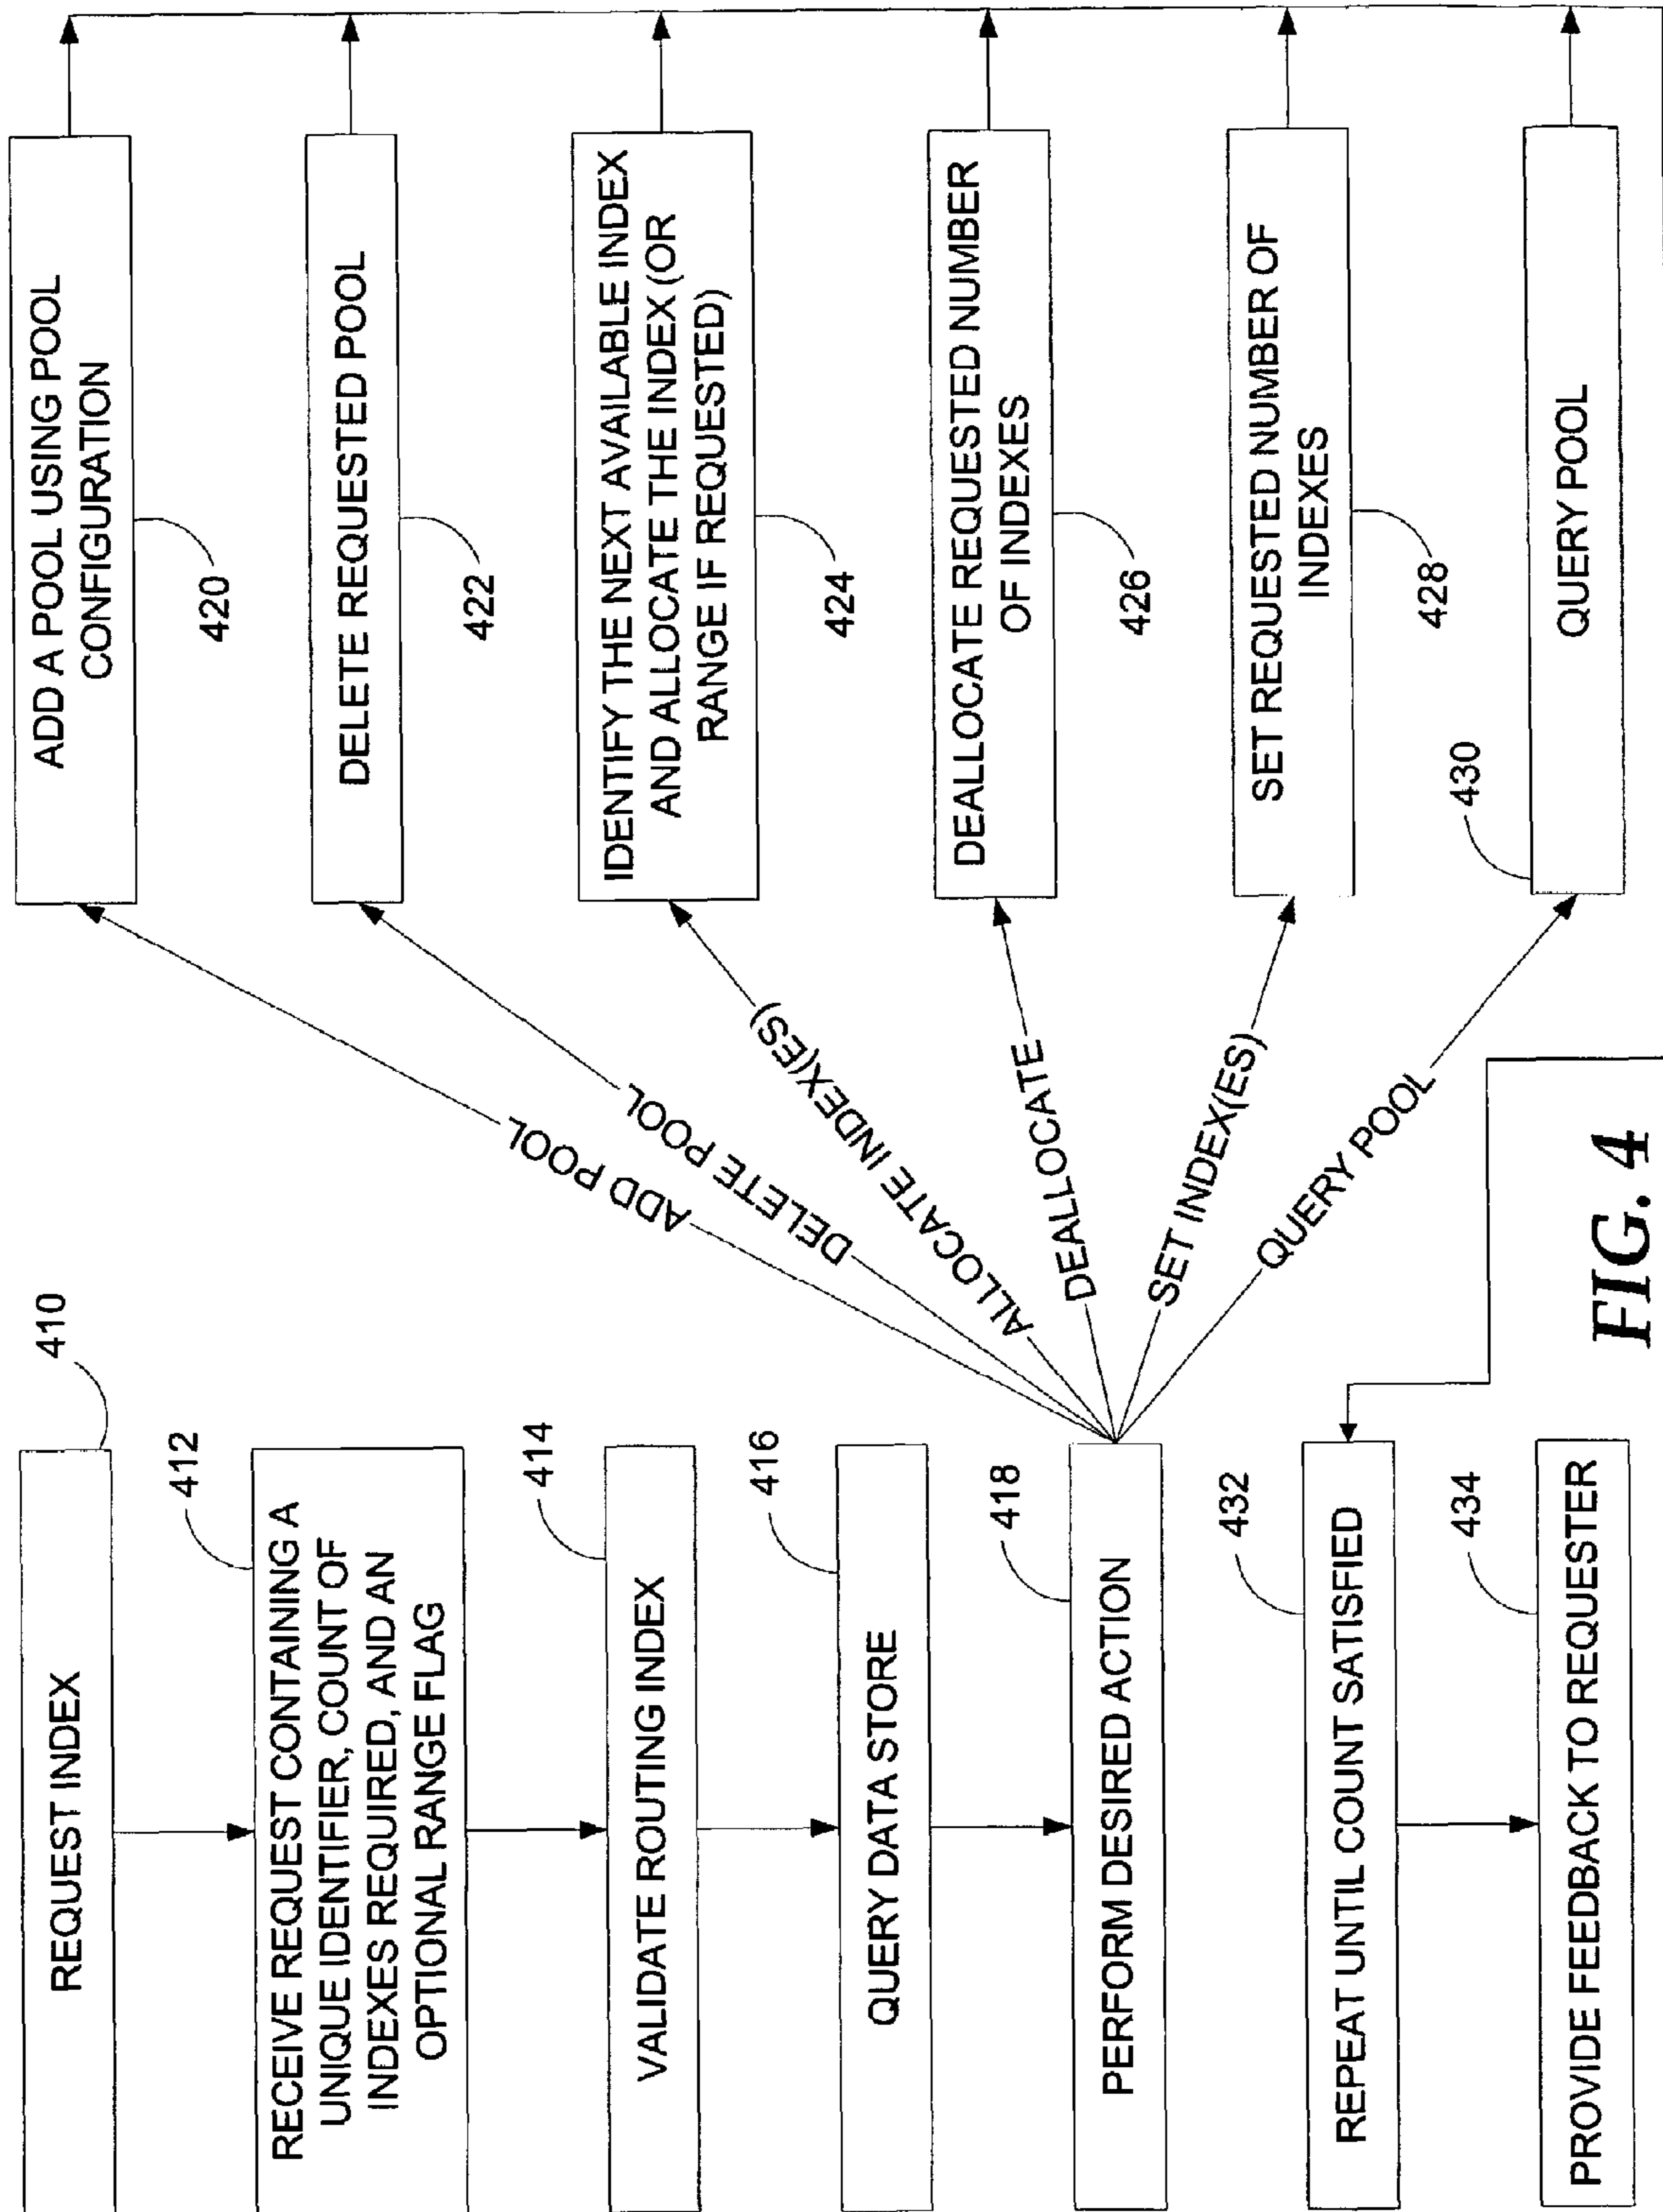 REQUEST INDEX
410
RECEIVE REQUEST CONTAINING A
UNIQUE IDENTIFIER, COUNT OF
INDEXES REQUIRED, AND AN
OPTIONAL RANGE FLAG
412
VALIDATE ROUTING INDEX
414
QUERY DATA STORE
416
PERFORM DESIRED ACTION
418
ADD POOL
DELETE POOL
ALLOCATE INDEX(ES)
DEALLOCATE
SET INDEX(ES)
QUERY POOL
ADD A POOL USING POOL
CONFIGURATION
420
DELETE REQUESTED POOL
422
IDENTIFY THE NEXT AVAILABLE INDEX
AND ALLOCATE THE INDEX (OR
RANGE IF REQUESTED)
424
DEALLOCATE REQUESTED NUMBER
OF INDEXES
426
SET REQUESTED NUMBER OF
INDEXES
428
QUERY POOL
430
REPEAT UNTIL COUNT SATISFIED
432
PROVIDE FEEDBACK TO REQUESTER
434
FIG. 4